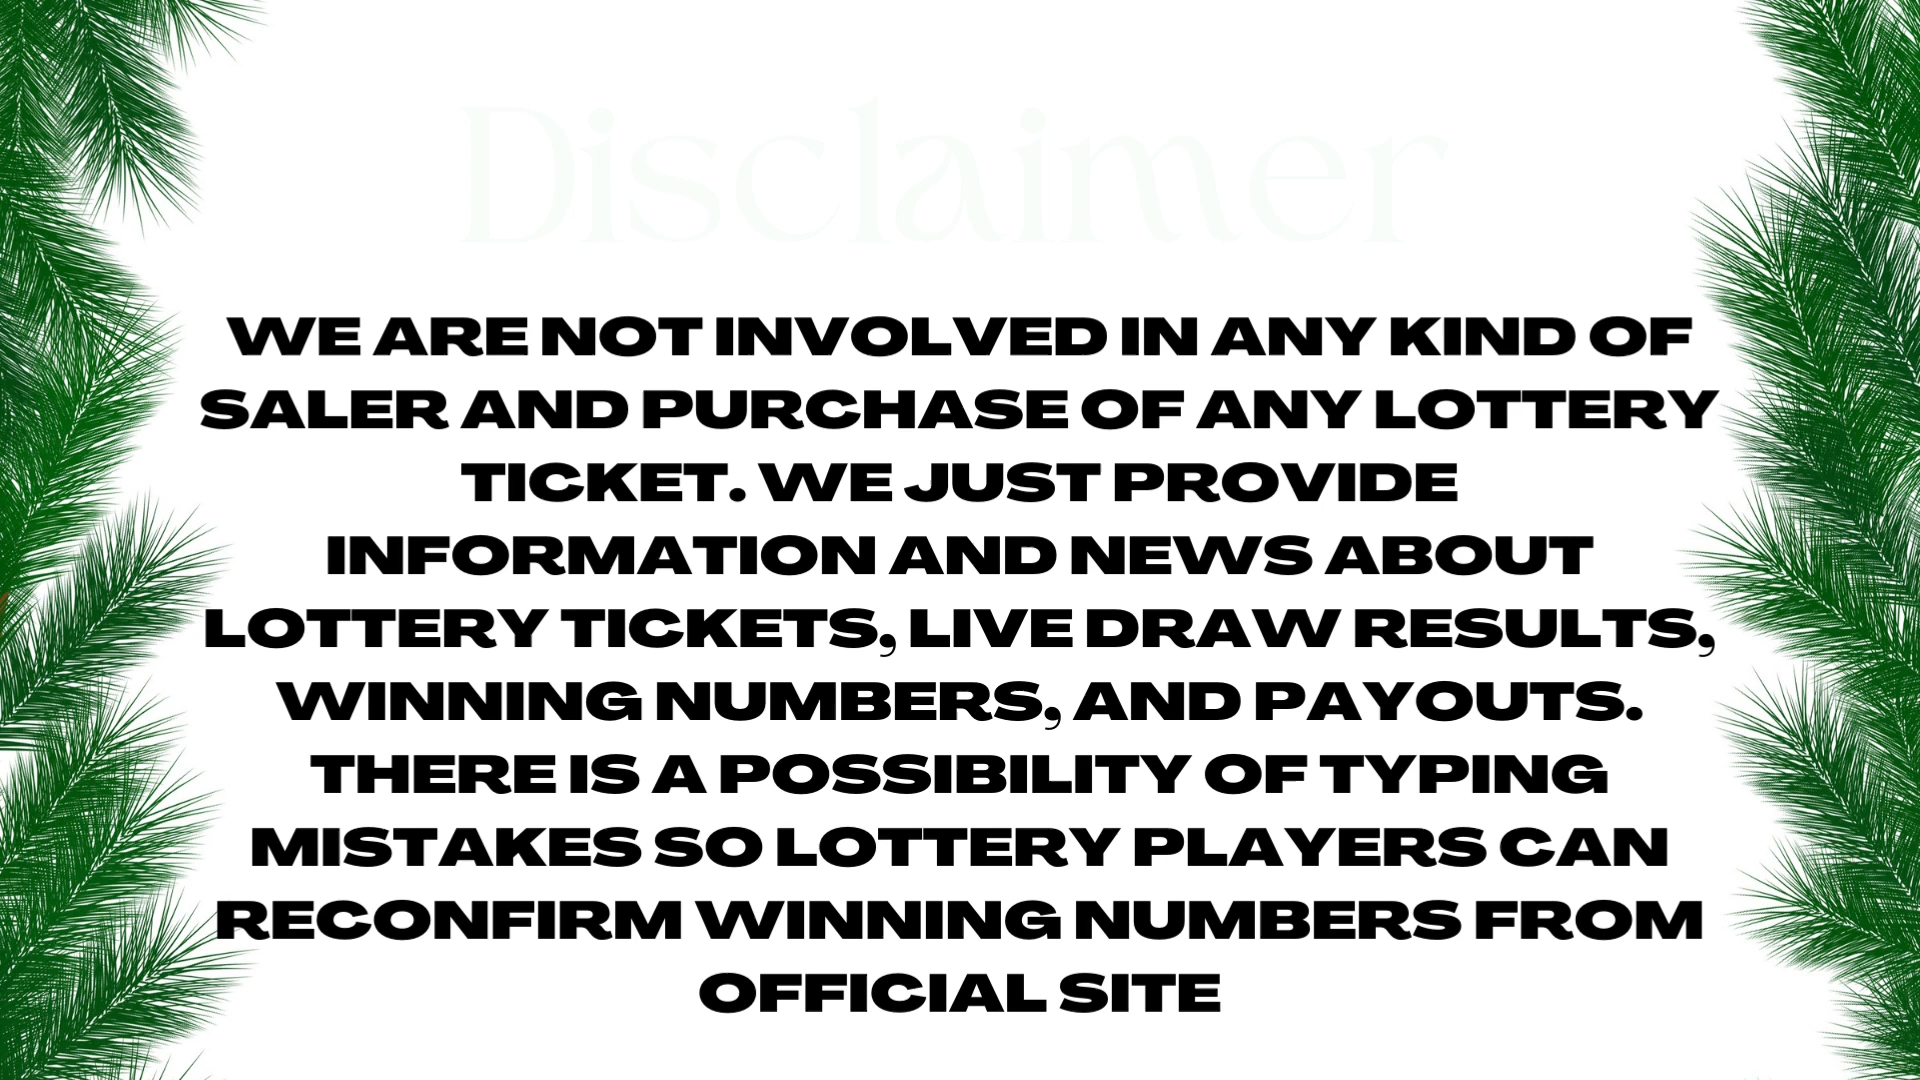 Disclaimer
WE ARE NOT INVOLVED IN ANY KIND OF
SALER AND PURCHASE OF ANY LOTTERY
TICKET. WE JUST PROVIDE
INFORMATION AND NEWS ABOUT
LOTTERY TICKETS, LIVE DRAW RESULTS,
WINNING NUMBERS, AND PAYOUTS.
THERE IS A POSSIBILITY OF TYPING
MISTAKES SO LOTTERY PLAYERS CAN
RECONFIRM WINNING NUMBERS FROM
OFFICIAL SITE